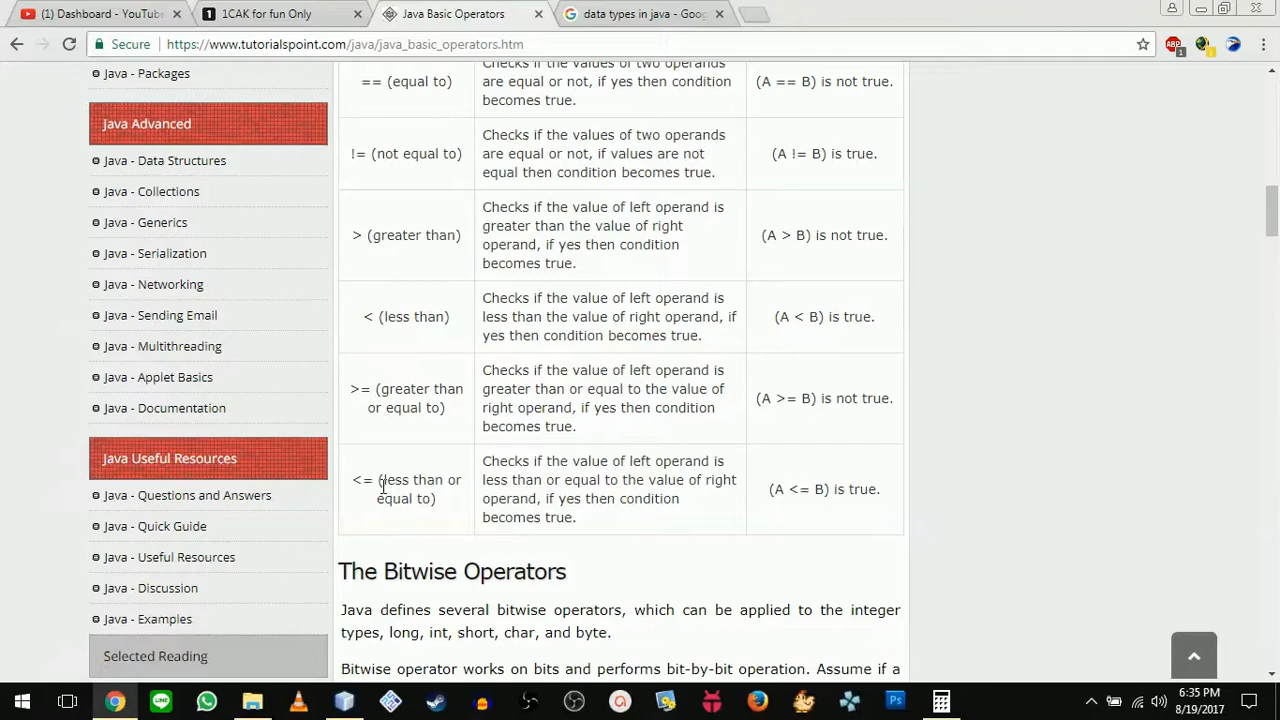 (1) Dashboard - YouTube
1CAK for fun Only
Java Basic Operators
data types in java - Goog
Secure
https://www.tutorialspoint.com/java/java_basic_operators.htm
Java - Packages
Java Advanced
Java - Data Structures
Java - Collections
Java - Generics
Java - Serialization
Java - Networking
Java - Sending Email
Java - Multithreading
Java - Applet Basics
Java - Documentation
Java Useful Resources
Java - Questions and Answers
Java - Quick Guide
Java - Useful Resources
Java - Discussion
Java - Examples
Selected Reading
== (equal to)
Checks if the values of two operands
are equal or not, if yes then condition
becomes true.
(A == B) is not true.
!= (not equal to)
Checks if the values of two operands
are equal or not, if values are not
equal then condition becomes true.
(A != B) is true.
> (greater than)
Checks if the value of left operand is
greater than the value of right
operand, if yes then condition
becomes true.
(A > B) is not true.
< (less than)
Checks if the value of left operand is
less than the value of right operand, if
yes then condition becomes true.
(A < B) is true.
>= (greater than
or equal to)
Checks if the value of left operand is
greater than or equal to the value of
right operand, if yes then condition
becomes true.
(A >= B) is not true.
<= (less than or
equal to)
Checks if the value of left operand is
less than or equal to the value of right
operand, if yes then condition
becomes true.
(A <= B) is true.
The Bitwise Operators
Java defines several bitwise operators, which can be applied to the integer
types, long, int, short, char, and byte.
Bitwise operator works on bits and performs bit-by-bit operation. Assume if a
6:35 PM
8/19/2017